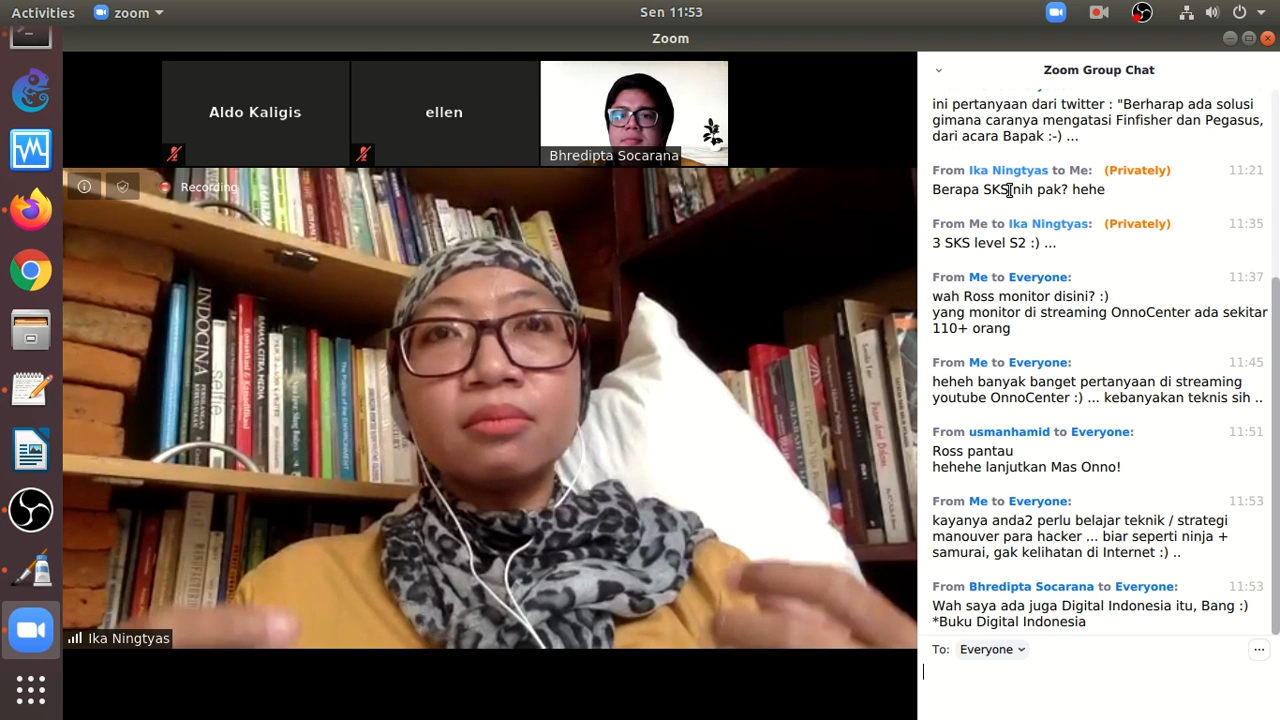 Activities
zoom
Sen 11:53
Zoom
Aldo Kaligis
ellen
Bhredipta Socarana
Recording
INDOCINA
selfie
BAHASA CITRA MEDIA
Ika Ningtyas
Zoom Group Chat
ini pertanyaan dari twitter : "Berharap ada solusi
gimana caranya mengatasi Finfisher dan Pegasus,
dari acara Bapak :-) ...
From Ika Ningtyas to Me: (Privately) 11:21
Berapa SKS nih pak? hehe
From Me to Ika Ningtyas: (Privately) 11:35
3 SKS level S2 :) ...
From Me to Everyone: 11:37
wah Ross monitor disini? :)
yang monitor di streaming OnnoCenter ada sekitar
110+ orang
From Me to Everyone: 11:45
heheh banyak banget pertanyaan di streaming
youtube OnnoCenter :) ... kebanyakan teknis sih ..
From usmanhamid to Everyone: 11:51
Ross pantau
hehehe lanjutkan Mas Onno!
From Me to Everyone: 11:53
kayanya anda2 perlu belajar teknik / strategi
manouver para hacker ... biar seperti ninja +
samurai, gak kelihatan di Internet :) ..
From Bhredipta Socarana to Everyone: 11:53
Wah saya ada juga Digital Indonesia itu, Bang :)
*Buku Digital Indonesia
To: Everyone